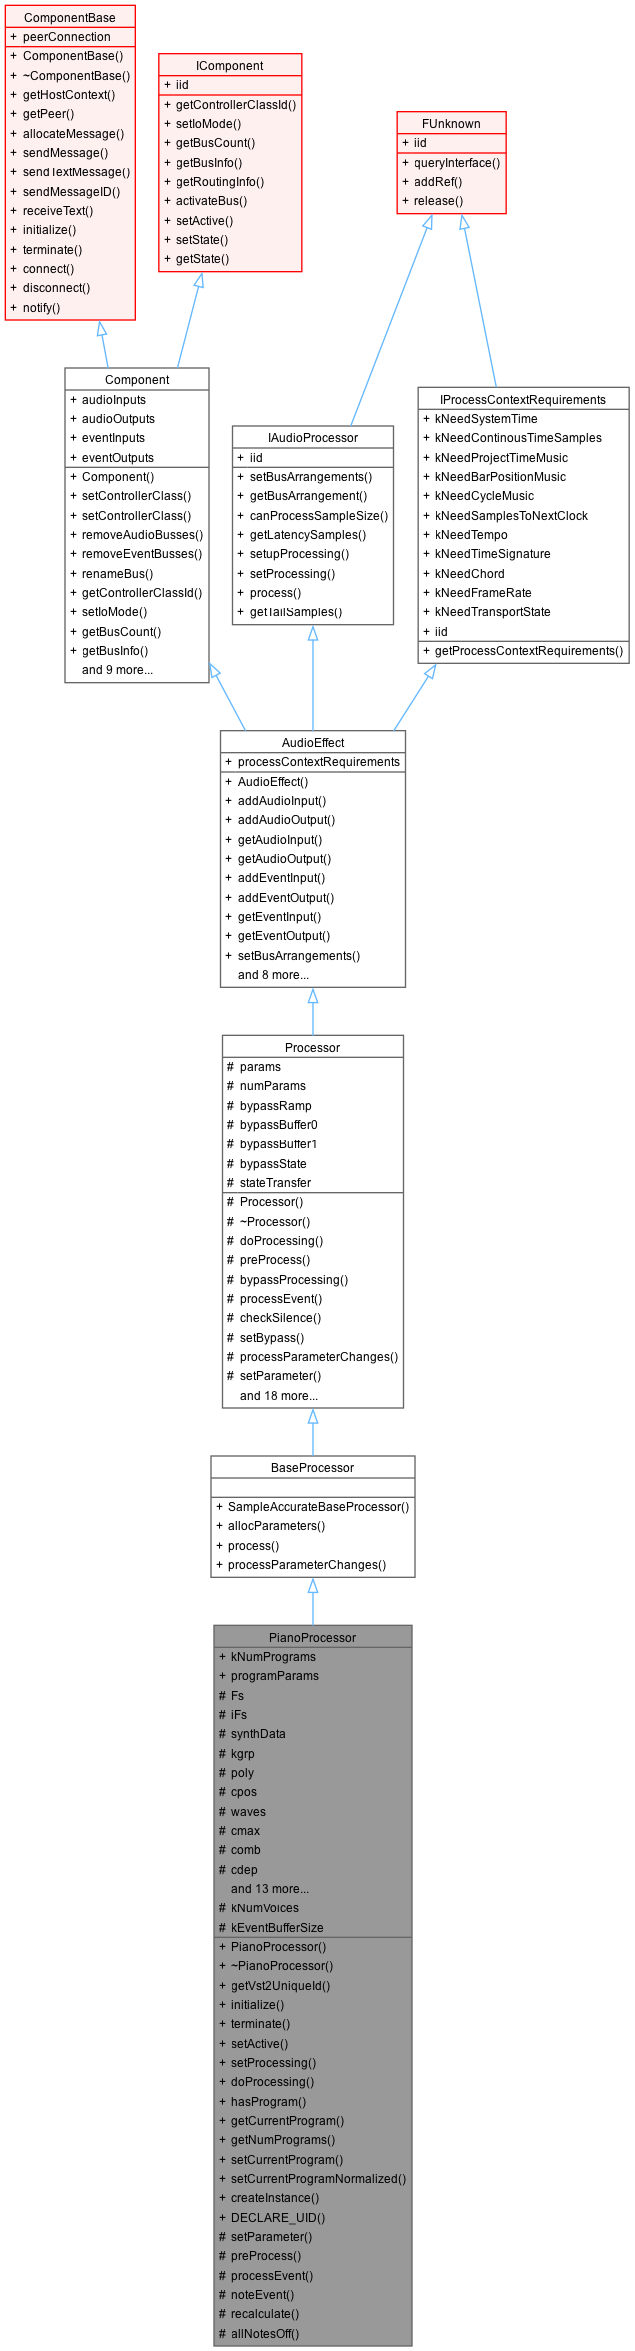 ComponentBase
+ peerConnection
+ ComponentBase()
+ ~ComponentBase()
+ getHostContext()
+ getPeer()
+ allocateMessage()
+ sendMessage()
+ sendTextMessage()
+ sendMessageID()
+ receiveText()
+ initialize()
+ terminate()
+ connect()
+ disconnect()
+ notify()
IComponent
+ iid
+ getControllerClassId()
+ setIoMode()
+ getBusCount()
+ getBusInfo()
+ getRoutingInfo()
+ activateBus()
+ setActive()
+ setState()
+ getState()
FUnknown
+ iid
+ queryInterface()
+ addRef()
+ release()
Component
+ audioInputs
+ audioOutputs
+ eventInputs
+ eventOutputs
+ Component()
+ setControllerClass()
+ setControllerClass()
+ removeAudioBusses()
+ removeEventBusses()
+ renameBus()
+ getControllerClassId()
+ setIoMode()
+ getBusCount()
+ getBusInfo()
and 9 more...
IAudioProcessor
+ iid
+ setBusArrangements()
+ getBusArrangement()
+ canProcessSampleSize()
+ getLatencySamples()
+ setupProcessing()
+ setProcessing()
+ process()
+ getTailSamples()
IProcessContextRequirements
+ kNeedSystemTime
+ kNeedContinousTimeSamples
+ kNeedProjectTimeMusic
+ kNeedBarPositionMusic
+ kNeedCycleMusic
+ kNeedSamplesToNextClock
+ kNeedTempo
+ kNeedTimeSignature
+ kNeedChord
+ kNeedFrameRate
+ kNeedTransportState
+ iid
+ getProcessContextRequirements()
AudioEffect
+ processContextRequirements
+ AudioEffect()
+ addAudioInput()
+ addAudioOutput()
+ getAudioInput()
+ getAudioOutput()
+ addEventInput()
+ addEventOutput()
+ getEventInput()
+ getEventOutput()
+ setBusArrangements()
and 8 more...
Processor
# params
# numParams
# bypassRamp
# bypassBuffer0
# bypassBuffer1
# bypassState
# stateTransfer
# Processor()
# ~Processor()
# doProcessing()
# preProcess()
# bypassProcessing()
# processEvent()
# checkSilence()
# setBypass()
# processParameterChanges()
# setParameter()
and 18 more...
BaseProcessor
+ SampleAccurateBaseProcessor()
+ allocParameters()
+ process()
+ processParameterChanges()
PianoProcessor
+ kNumPrograms
+ programParams
# Fs
# iFs
# synthData
# kgrp
# poly
# cpos
# waves
# cmax
# comb
# cdep
and 13 more...
# kNumVoices
# kEventBufferSize
+ PianoProcessor()
+ ~PianoProcessor()
+ getVst2UniqueId()
+ initialize()
+ terminate()
+ setActive()
+ setProcessing()
+ doProcessing()
+ hasProgram()
+ getCurrentProgram()
+ getNumPrograms()
+ setCurrentProgram()
+ setCurrentProgramNormalized()
+ createInstance()
+ DECLARE_UID()
# setParameter()
# preProcess()
# processEvent()
# noteEvent()
# recalculate()
# allNotesOff()